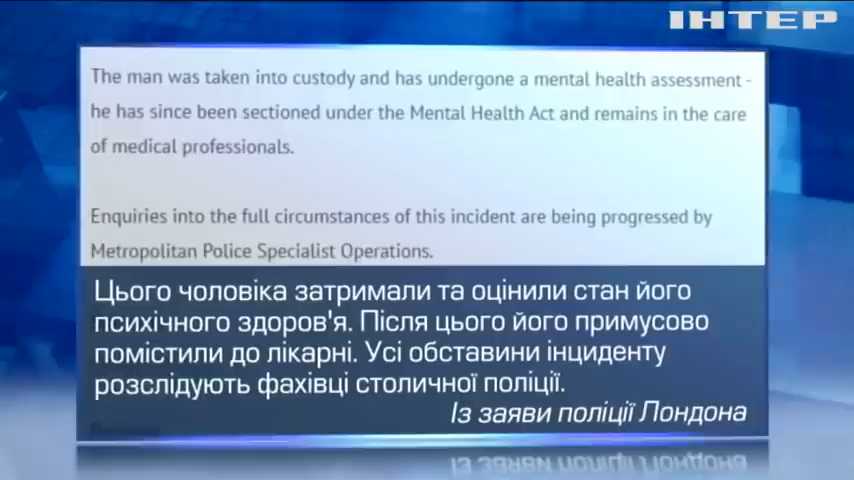 ІНТЕР
The man was taken into custody and has undergone a mental health assessment -
he has since been sectioned under the Mental Health Act and remains in the care
of medical professionals.
Enquiries into the full circumstances of this incident are being progressed by
Metropolitan Police Specialist Operations.
Цього чоловіка затримали та оцінили стан його
психічного здоров'я. Після цього його примусово
помістили до лікарні. Усі обставини інциденту
розслідують фахівці столичної поліції.
Із заяви поліції Лондона